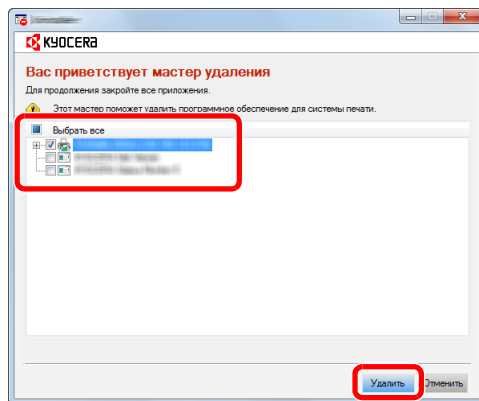 KYOCERA
Вас приветствует мастер удаления
Для продолжения закройте все приложения.
Этот мастер поможет удалить программное обеспечение для системы печати.
Выбрать все
Удалить Отменить